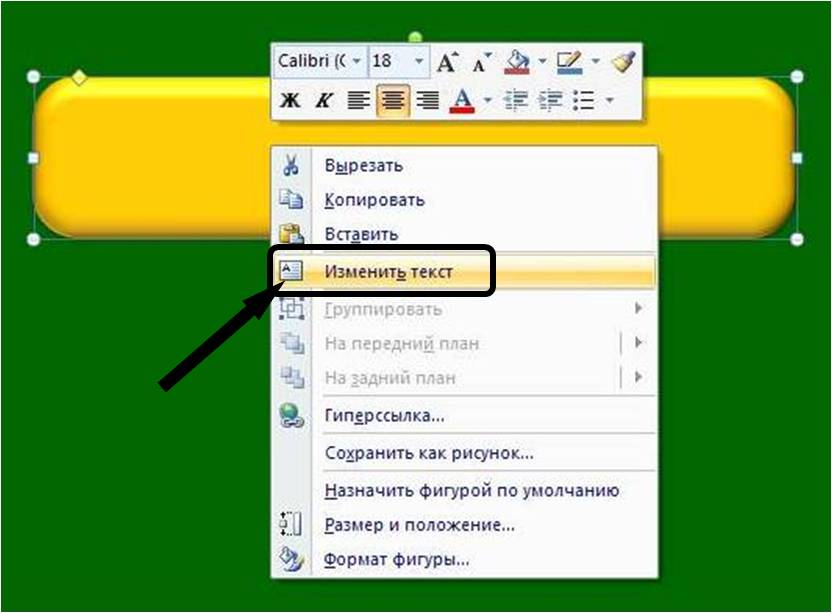 Calibri (С 18 А А
Ж К А
Вырезать
Копировать
Вставить
Изменить текст
Группировать
На передний план
На задний план
Гиперссылка...
Сохранить как рисунок...
Назначить фигурой по умолчанию
Размер и положение...
Формат фигуры...